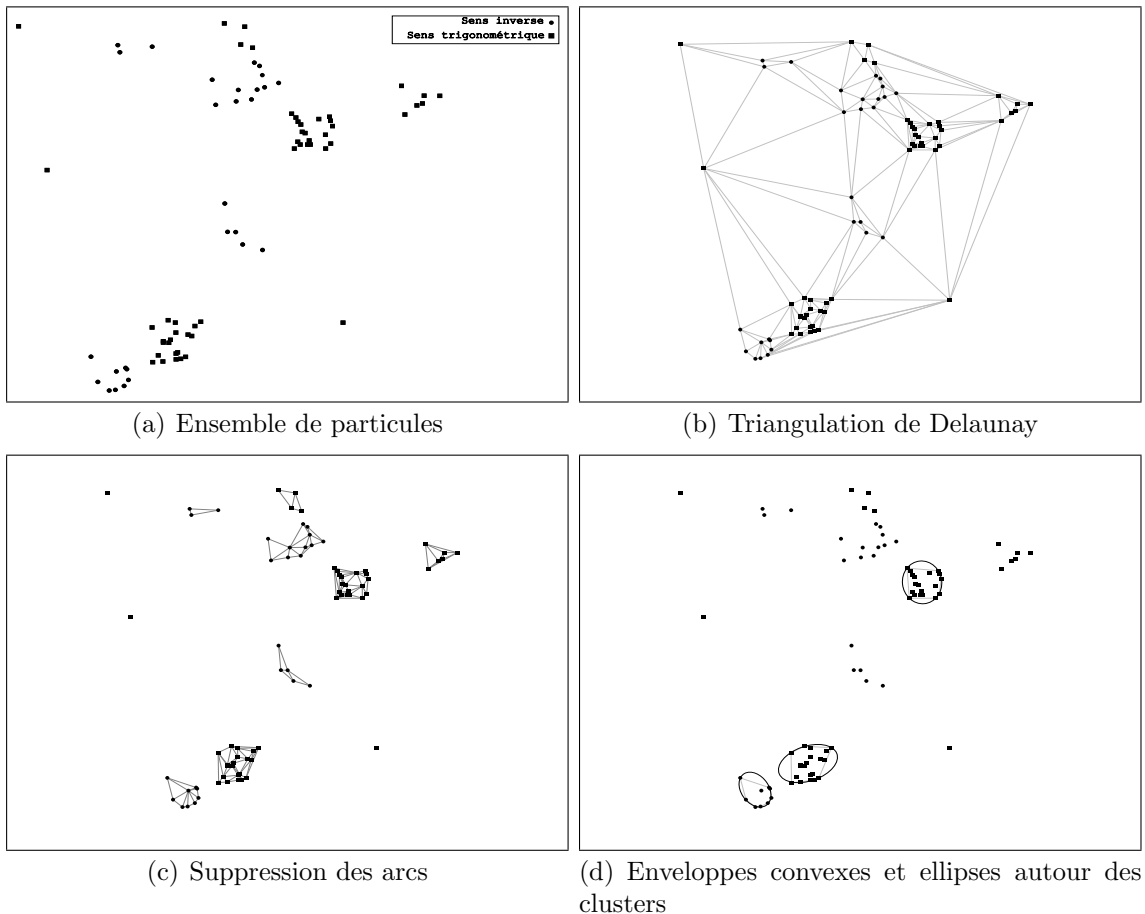 Sens inverse
Sens trigonométrique
(a) Ensemble de particules
(b) Triangulation de Delaunay
(c) Suppression des arcs
(d) Enveloppes convexes et ellipses autour des
clusters